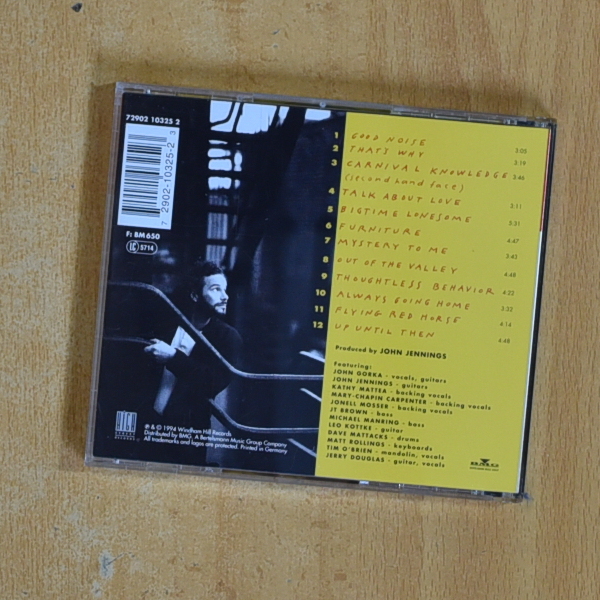 72902 10325 2
7 2902-10325-2 3
F: BM 650
LC 5714
1 GOOD NOISE 3:05
2 THAT'S WHY 3:19
3 CARNIVAL KNOWLEDGE 3:46
(second hand face)
4 TALK ABOUT LOVE 3:11
5 BIGTIME LONESOME 3:31
6 FURNITURE 4:47
7 MYSTERY TO ME 3:43
8 OUT OF THE VALLEY 4:48
9 THOUGHTLESS BEHAVIOR 4:22
10 ALWAYS GOING HOME 3:32
11 FLYING RED HORSE 4:14
12 UP UNTIL THEN 4:48
Produced by JOHN JENNINGS
Featuring:
JOHN GORKA - vocals, guitars
JOHN JENNINGS - guitars
KATHY MATTEA - backing vocals
MARY-CHAPIN CARPENTER - backing vocals
JONELL MOSSER - backing vocals
JT BROWN - bass
MICHAEL MANRING - bass
LEO KOTTKE - guitar
DAVE MATTACKS - drums
MATT ROLLINGS - keyboards
TIM O'BRIEN - mandolin, vocals
JERRY DOUGLAS - guitar, vocals
HIGH
STREET
RECORDS
℗ & © 1994 Windham Hill Records
Distributed by BMG. A Bertelsmann Music Group Company
All trademarks and logos are protected. Printed in Germany
BMG